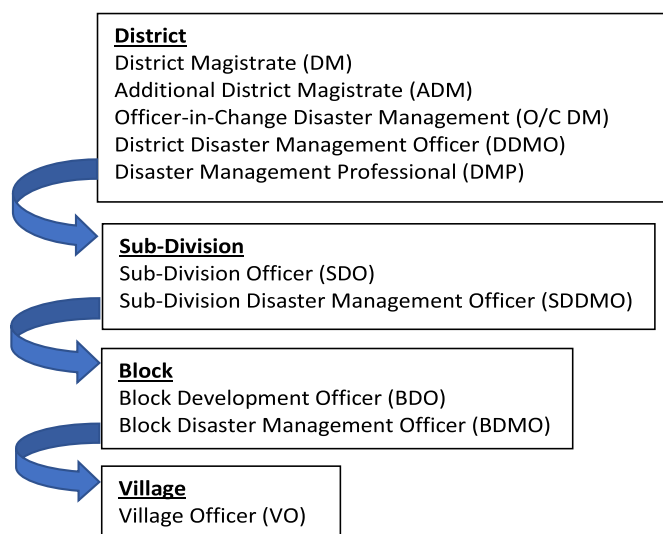 District
District Magistrate (DM)
Additional District Magistrate (ADM)
Officer-in-Change Disaster Management (O/C DM)
District Disaster Management Officer (DDMO)
Disaster Management Professional (DMP)
Sub-Division
Sub-Division Officer (SDO)
Sub-Division Disaster Management Officer (SDDMO)
Block
Block Development Officer (BDO)
Block Disaster Management Officer (BDMO)
Village
Village Officer (VO)